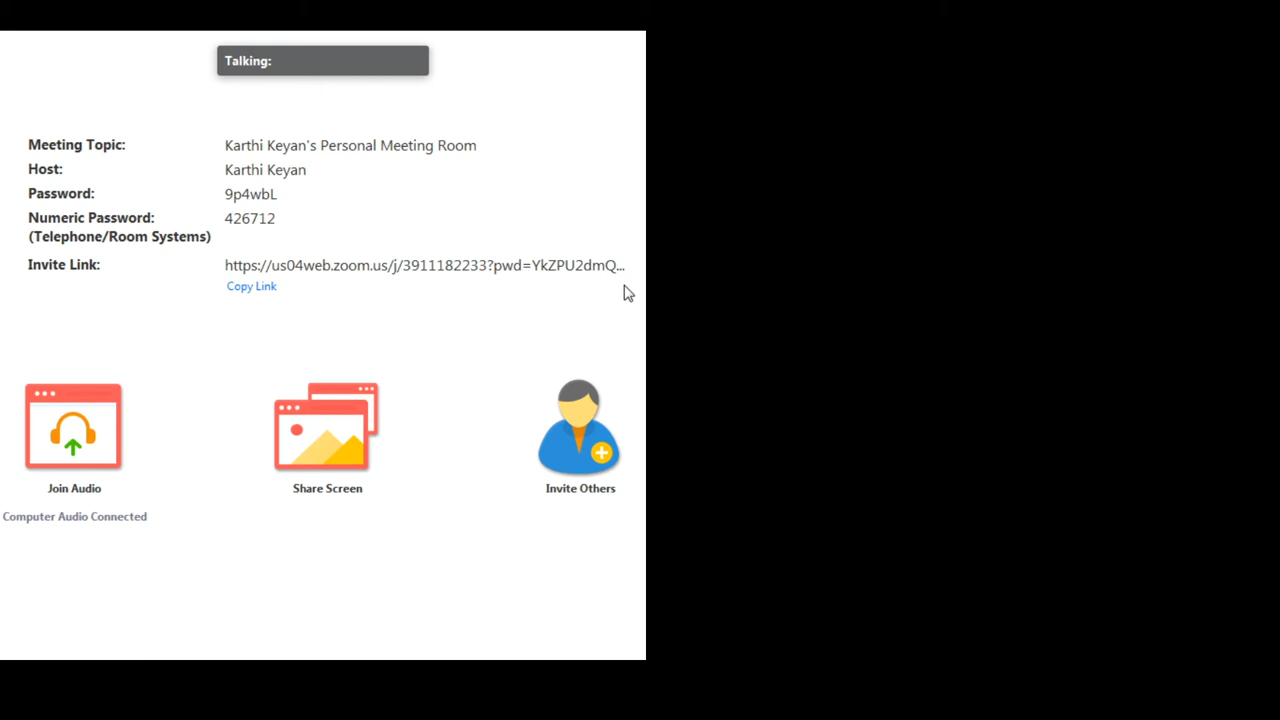 Talking:
Meeting Topic: Karthi Keyan's Personal Meeting Room
Host: Karthi Keyan
Password: 9p4wbL
Numeric Password: 426712
(Telephone/Room Systems)
Invite Link: https://us04web.zoom.us/j/3911182233?pwd=YkZPU2dmQ...
Copy Link
Join Audio Share Screen Invite Others
Computer Audio Connected